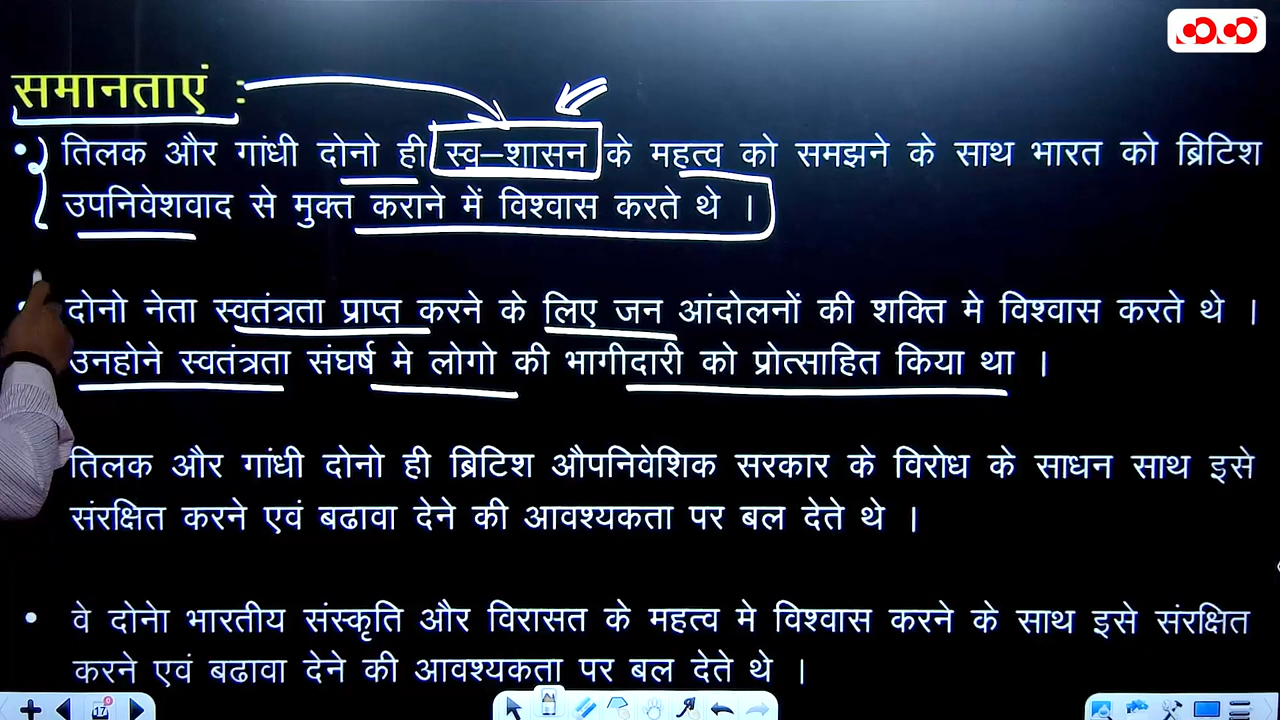 समानताएं :
• तिलक और गांधी दोनो ही स्व–शासन के महत्व को समझने के साथ भारत को ब्रिटिश
उपनिवेशवाद से मुक्त कराने में विश्वास करते थे ।
• दोनो नेता स्वतंत्रता प्राप्त करने के लिए जन आंदोलनों की शक्ति मे विश्वास करते थे ।
उनहोने स्वतंत्रता संघर्ष मे लोगो की भागीदारी को प्रोत्साहित किया था ।
तिलक और गांधी दोनो ही ब्रिटिश औपनिवेशिक सरकार के विरोध के साधन साथ इसे
संरक्षित करने एवं बढावा देने की आवश्यकता पर बल देते थे ।
• वे दोनेा भारतीय संस्कृति और विरासत के महत्व मे विश्वास करने के साथ इसे संरक्षित
करने एवं बढावा देने की आवश्यकता पर बल देते थे ।
17